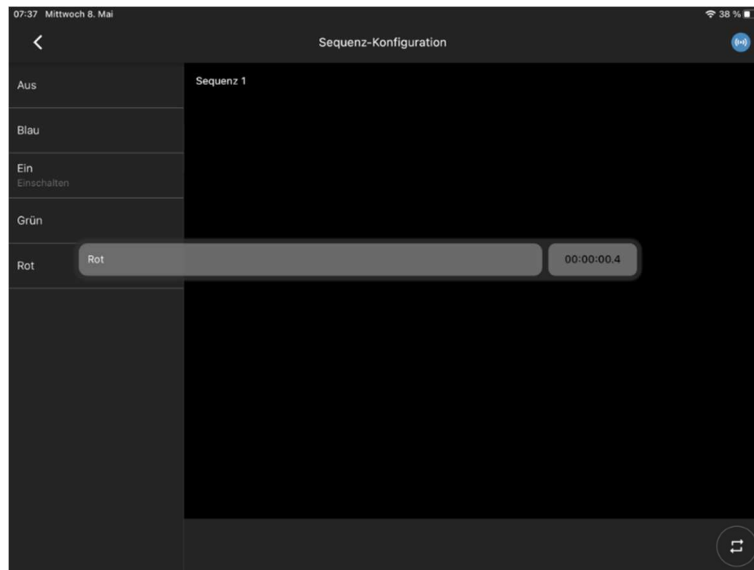 07:37 Mittwoch 8. Mai
38 %
Sequenz-Konfiguration
Aus
Blau
Ein
Einschalten
Grün
Rot
Sequenz 1
Rot
00:00:00.4